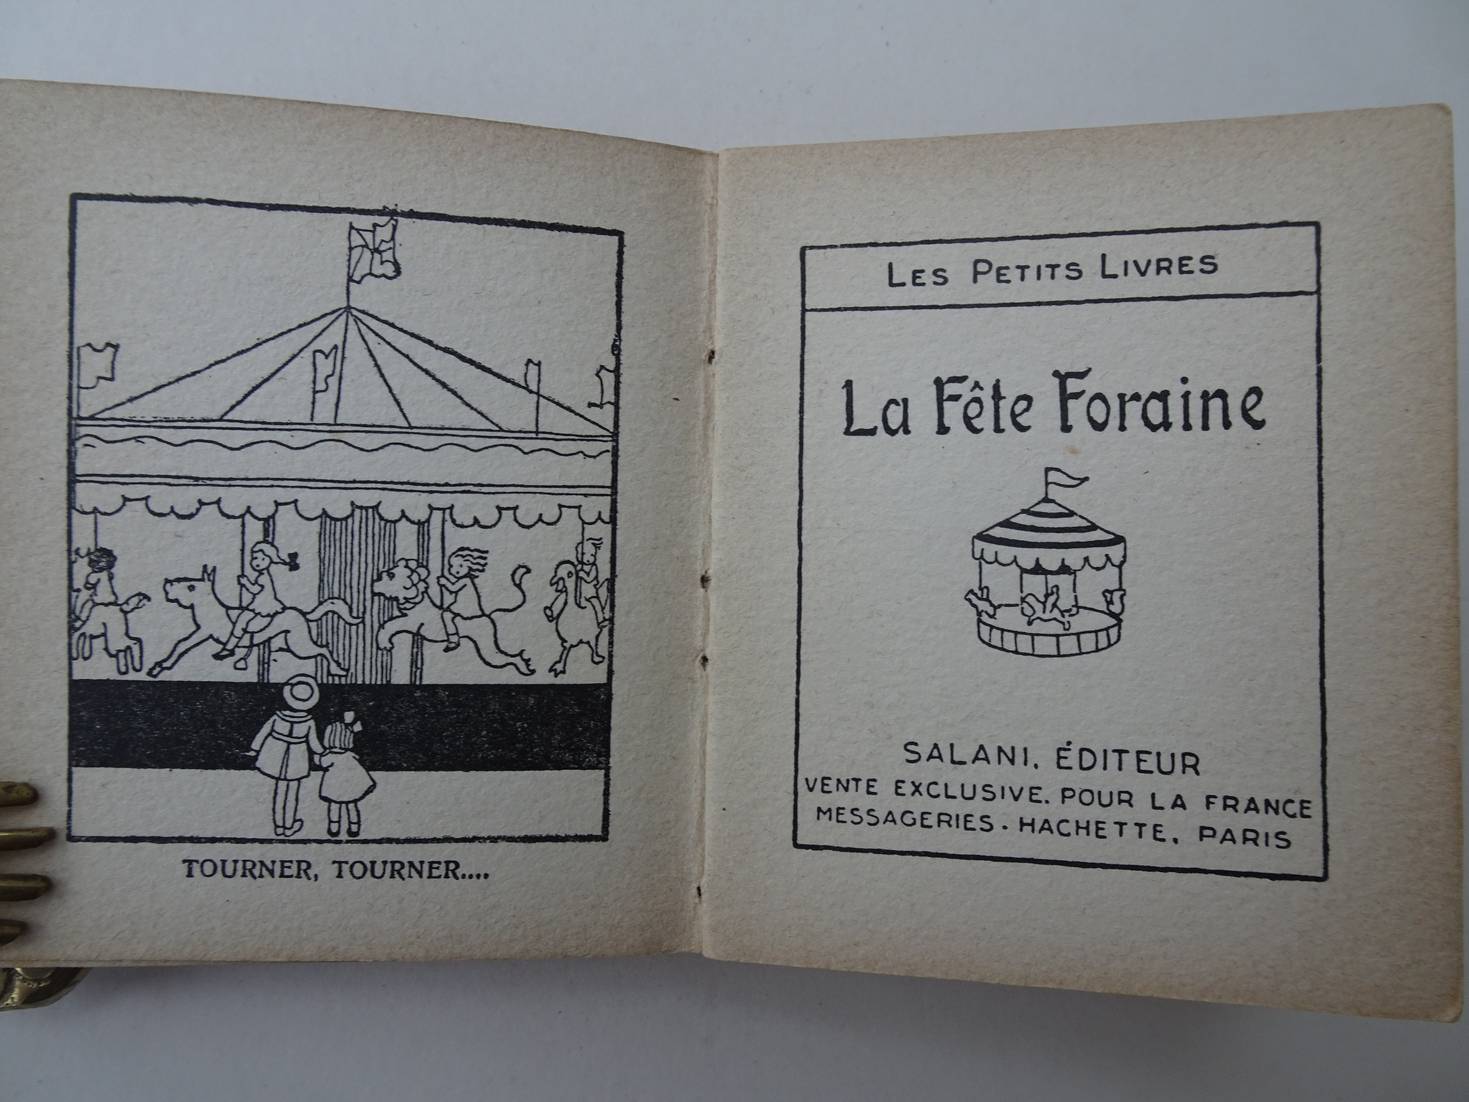 TOURNER, TOURNER....
LES PETITS LIVRES
La Fête Foraine
SALANI. ÉDITEUR
VENTE EXCLUSIVE. POUR LA FRANCE
MESSAGERIES. HACHETTE. PARIS